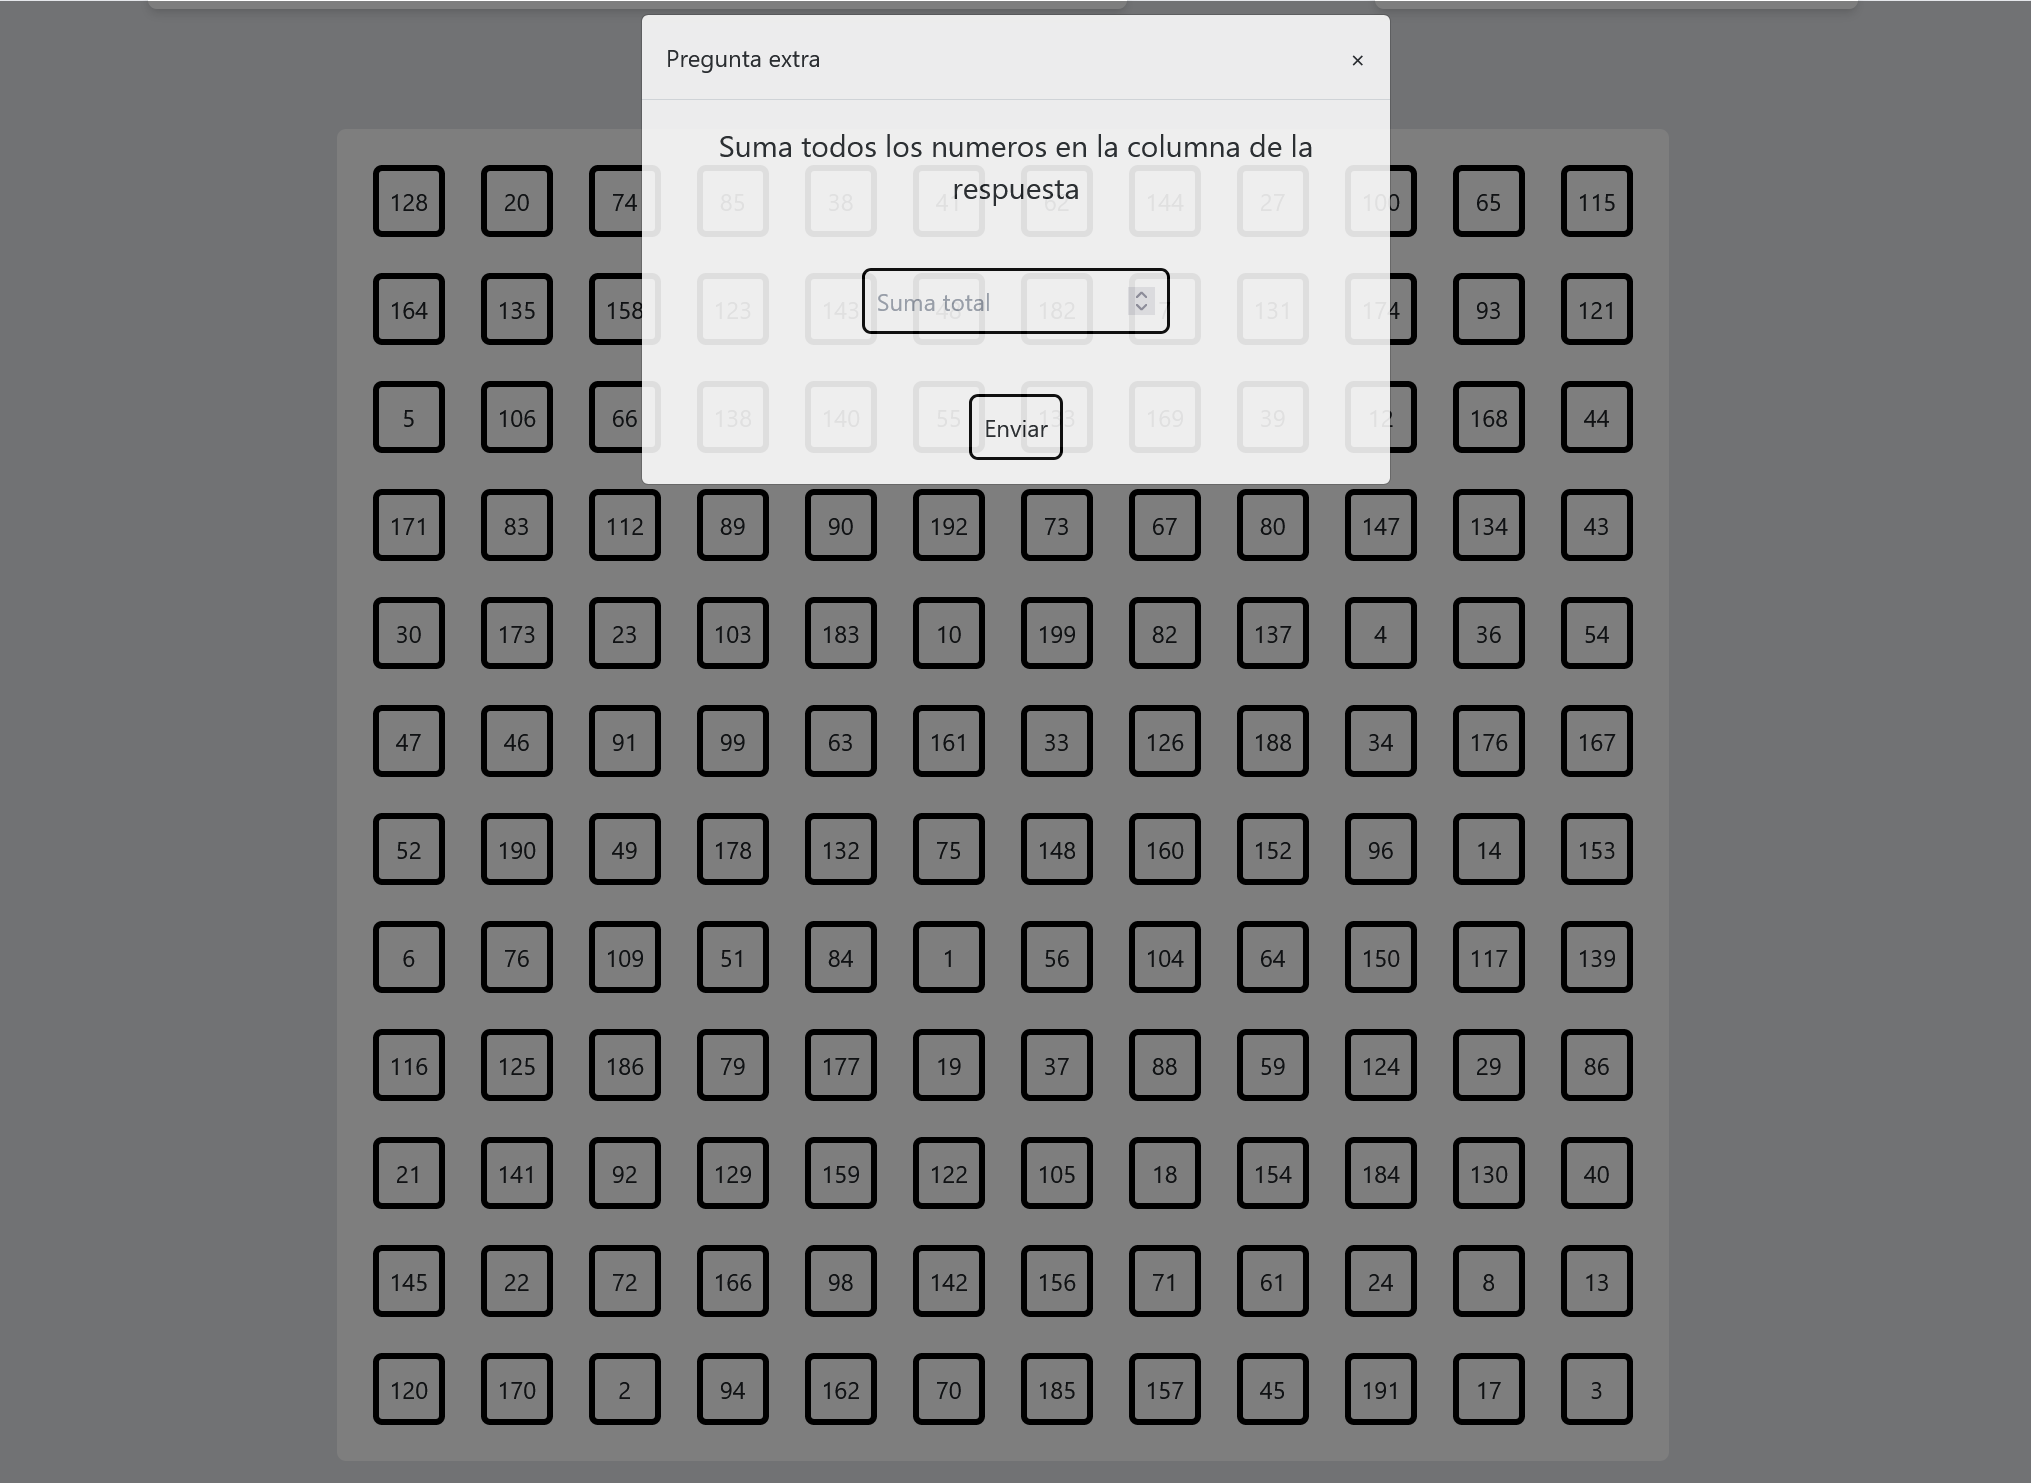 Pregunta extra ×
Suma todos los numeros en la columna de la
respuesta
128 20 74 85 38 41 62 144 27 100 65 115
Suma total
164 135 158 123 143 182 131 174 93 121
5 106 66 138 140 55 133 169 39 12 168 44
Enviar
171 83 112 89 90 192 73 67 80 147 134 43
30 173 23 103 183 10 199 82 137 4 36 54
47 46 91 99 63 161 33 126 188 34 176 167
52 190 49 178 132 75 148 160 152 96 14 153
6 76 109 51 84 1 56 104 64 150 117 139
116 125 186 79 177 19 37 88 59 124 29 86
21 141 92 129 159 122 105 18 154 184 130 40
145 22 72 166 98 142 156 71 61 24 8 13
120 170 2 94 162 70 185 157 45 191 17 3